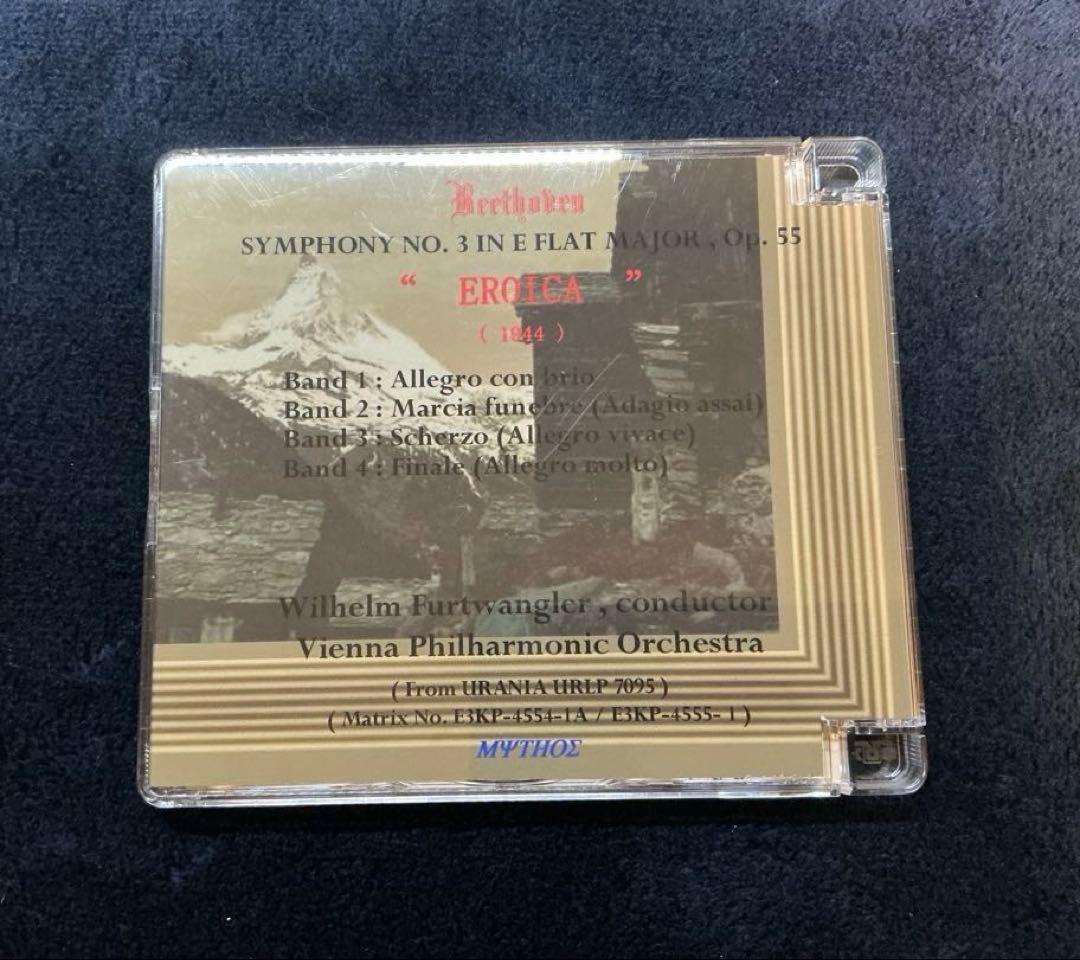 Beethoven
SYMPHONY NO. 3 IN E FLAT MAJOR , Op. 55
“ EROICA ”
( 1944 )
Band 1 : Allegro con brio
Band 2 : Marcia funebre (Adagio assai)
Band 3 : Scherzo (Allegro vivace)
Band 4 : Finale (Allegro molto)
Wilhelm Furtwangler , conductor
Vienna Philharmonic Orchestra
( From URANIA URLP 7095 )
( Matrix No. E3KP-4554-1A / E3KP-4555- 1 )
ΜΨΤΗΟΣ